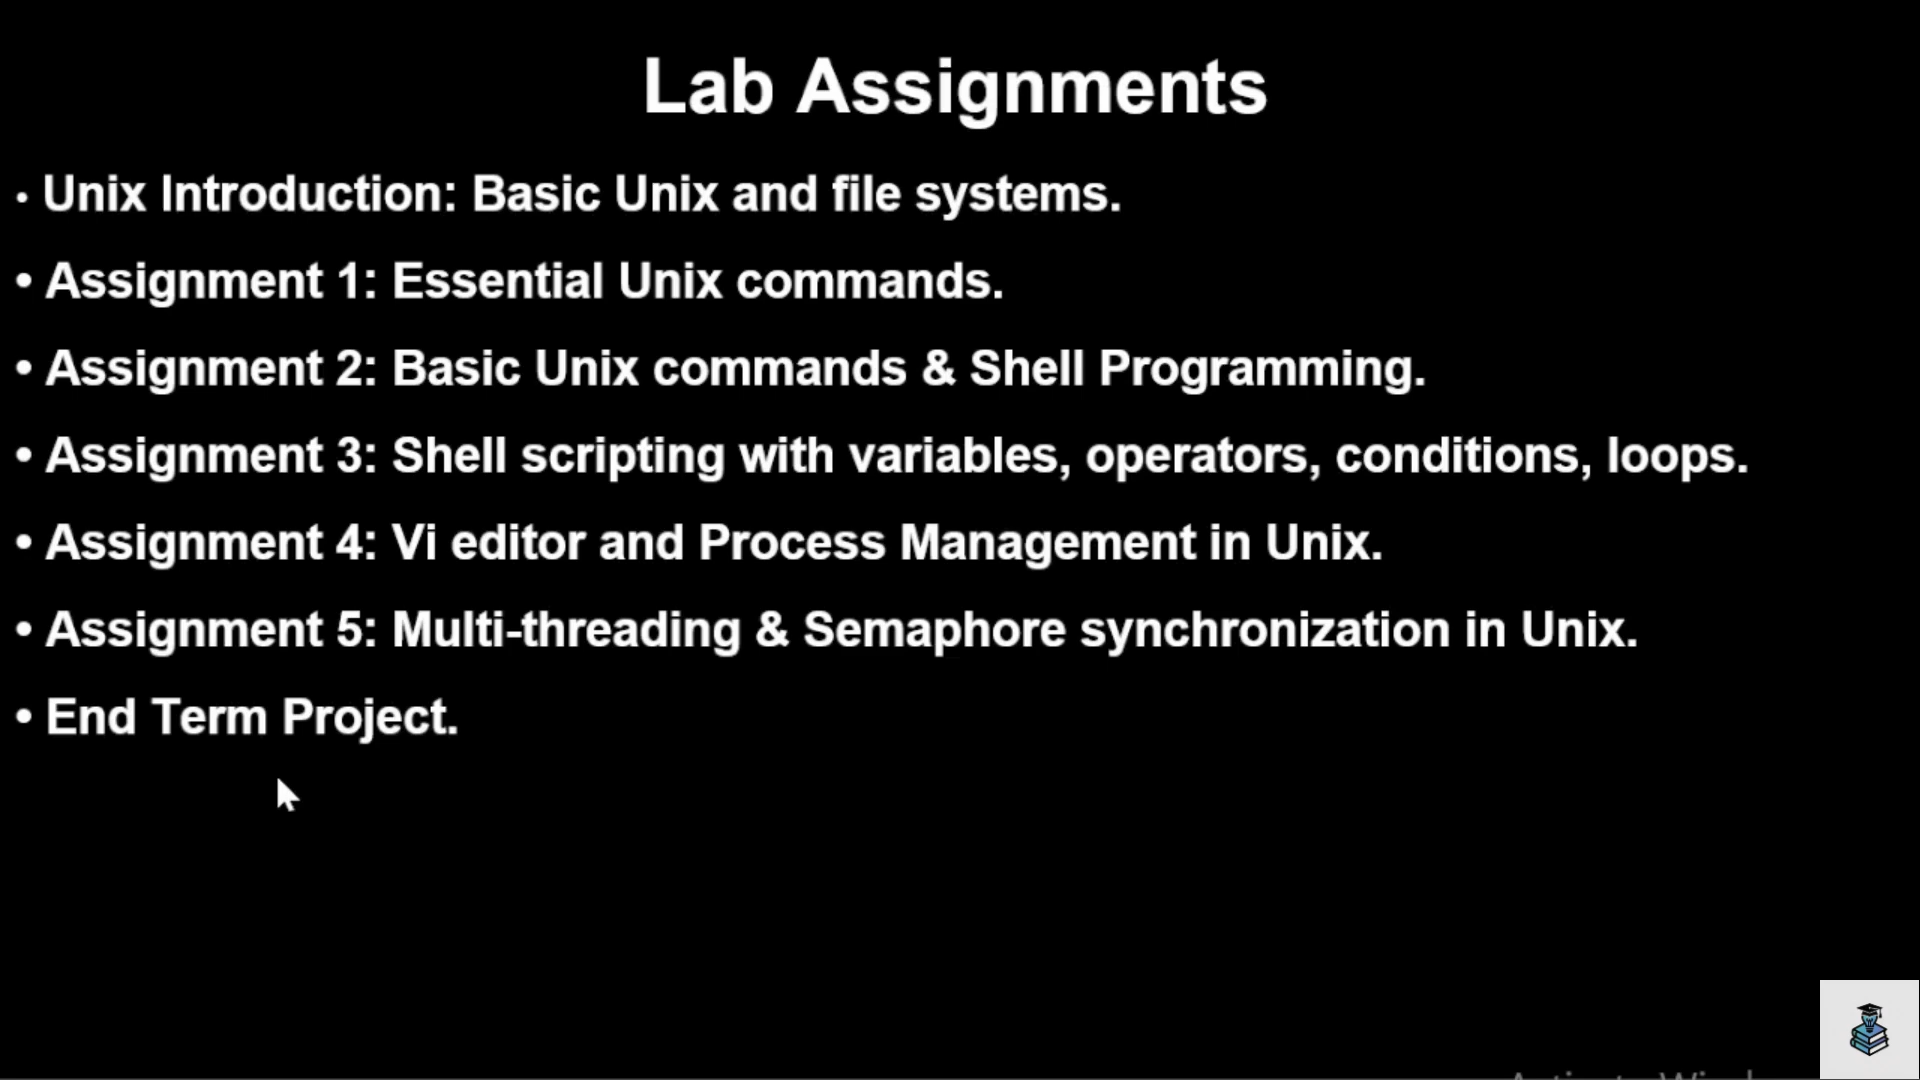 Lab Assignments
• Unix Introduction: Basic Unix and file systems.
• Assignment 1: Essential Unix commands.
• Assignment 2: Basic Unix commands & Shell Programming.
• Assignment 3: Shell scripting with variables, operators, conditions, loops.
• Assignment 4: Vi editor and Process Management in Unix.
• Assignment 5: Multi-threading & Semaphore synchronization in Unix.
• End Term Project.